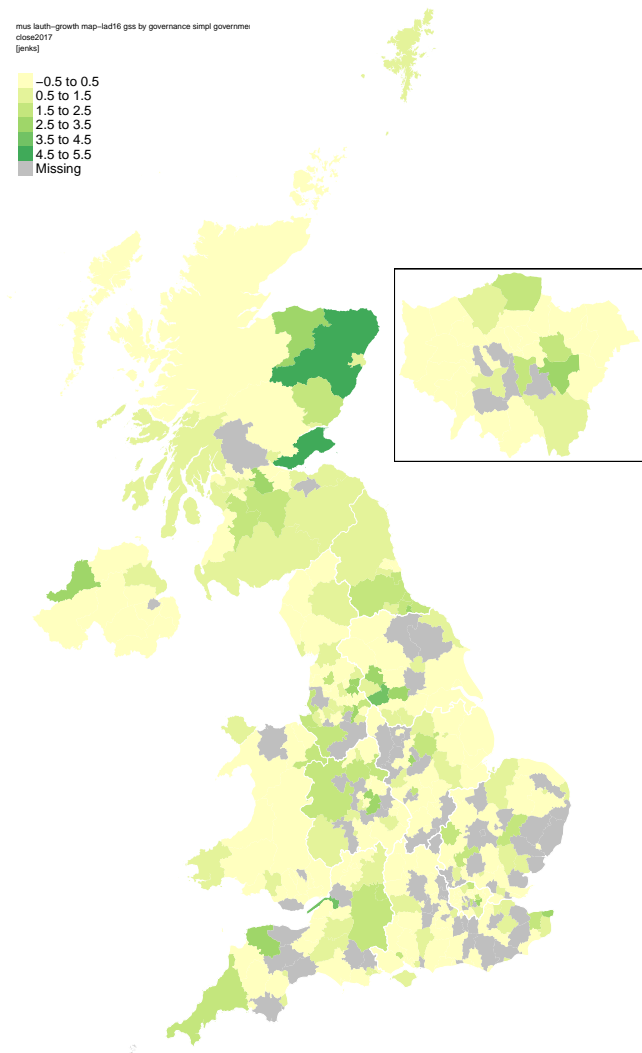 mus lauth−growth map−lad16 gss by governance simpl governme
close2017
[jenks]
−0.5 to 0.5
0.5 to 1.5
1.5 to 2.5
2.5 to 3.5
3.5 to 4.5
4.5 to 5.5
Missing